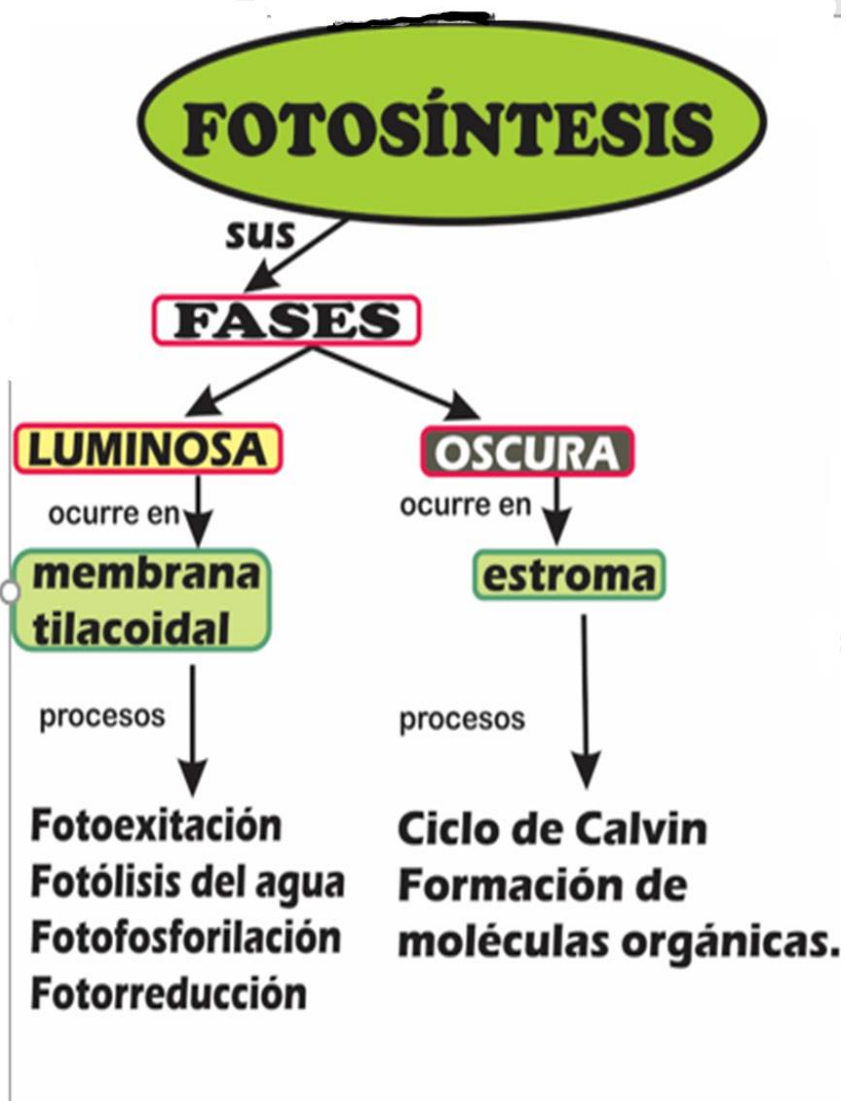 FOTOSÍNTESIS
sus
FASES
LUMINOSA
OSCURA
ocurre en
ocurre en
membrana
tilacoidal
estroma
procesos
procesos
Fotoexitación
Fotólisis del agua
Fotofosforilación
Fotorreducción
Ciclo de Calvin
Formación de
moléculas orgánicas.